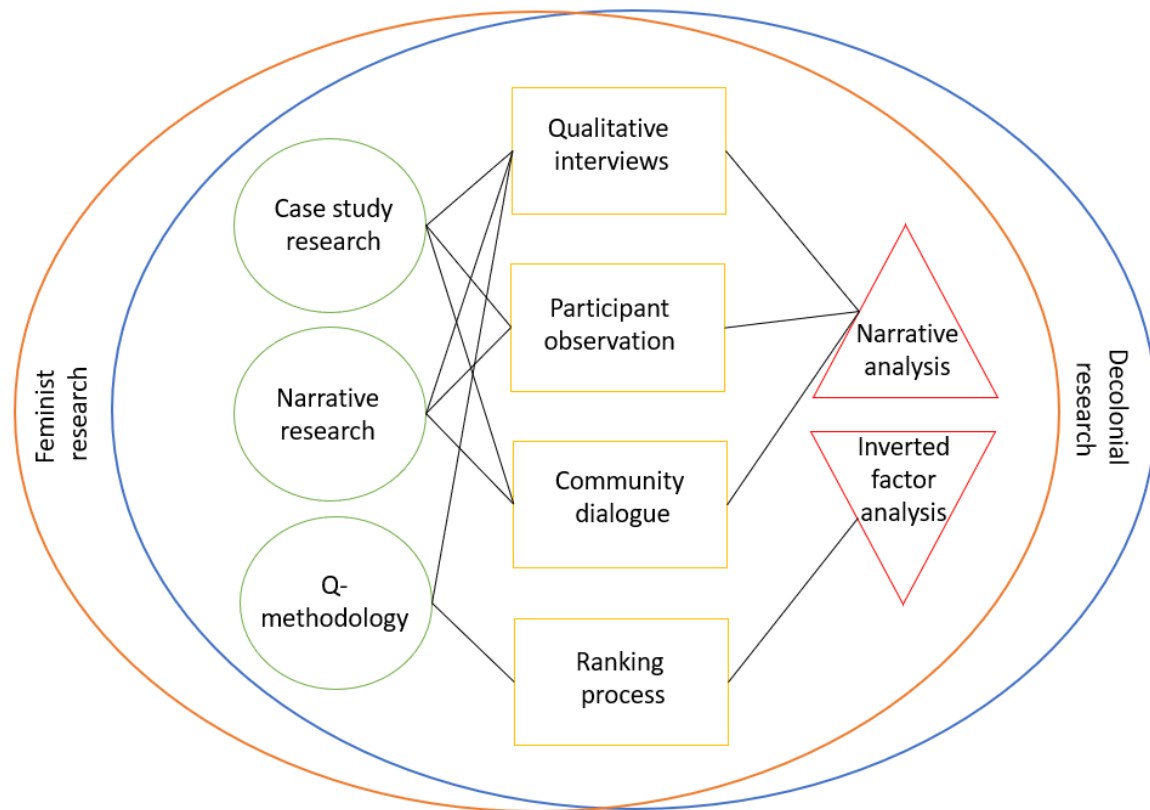 Feminist
research
Case study
research
Narrative
research
Q-
methodology
Qualitative
interviews
Participant
observation
Community
dialogue
Ranking
process
Narrative
analysis
Inverted
factor
analysis
Decolonial
research